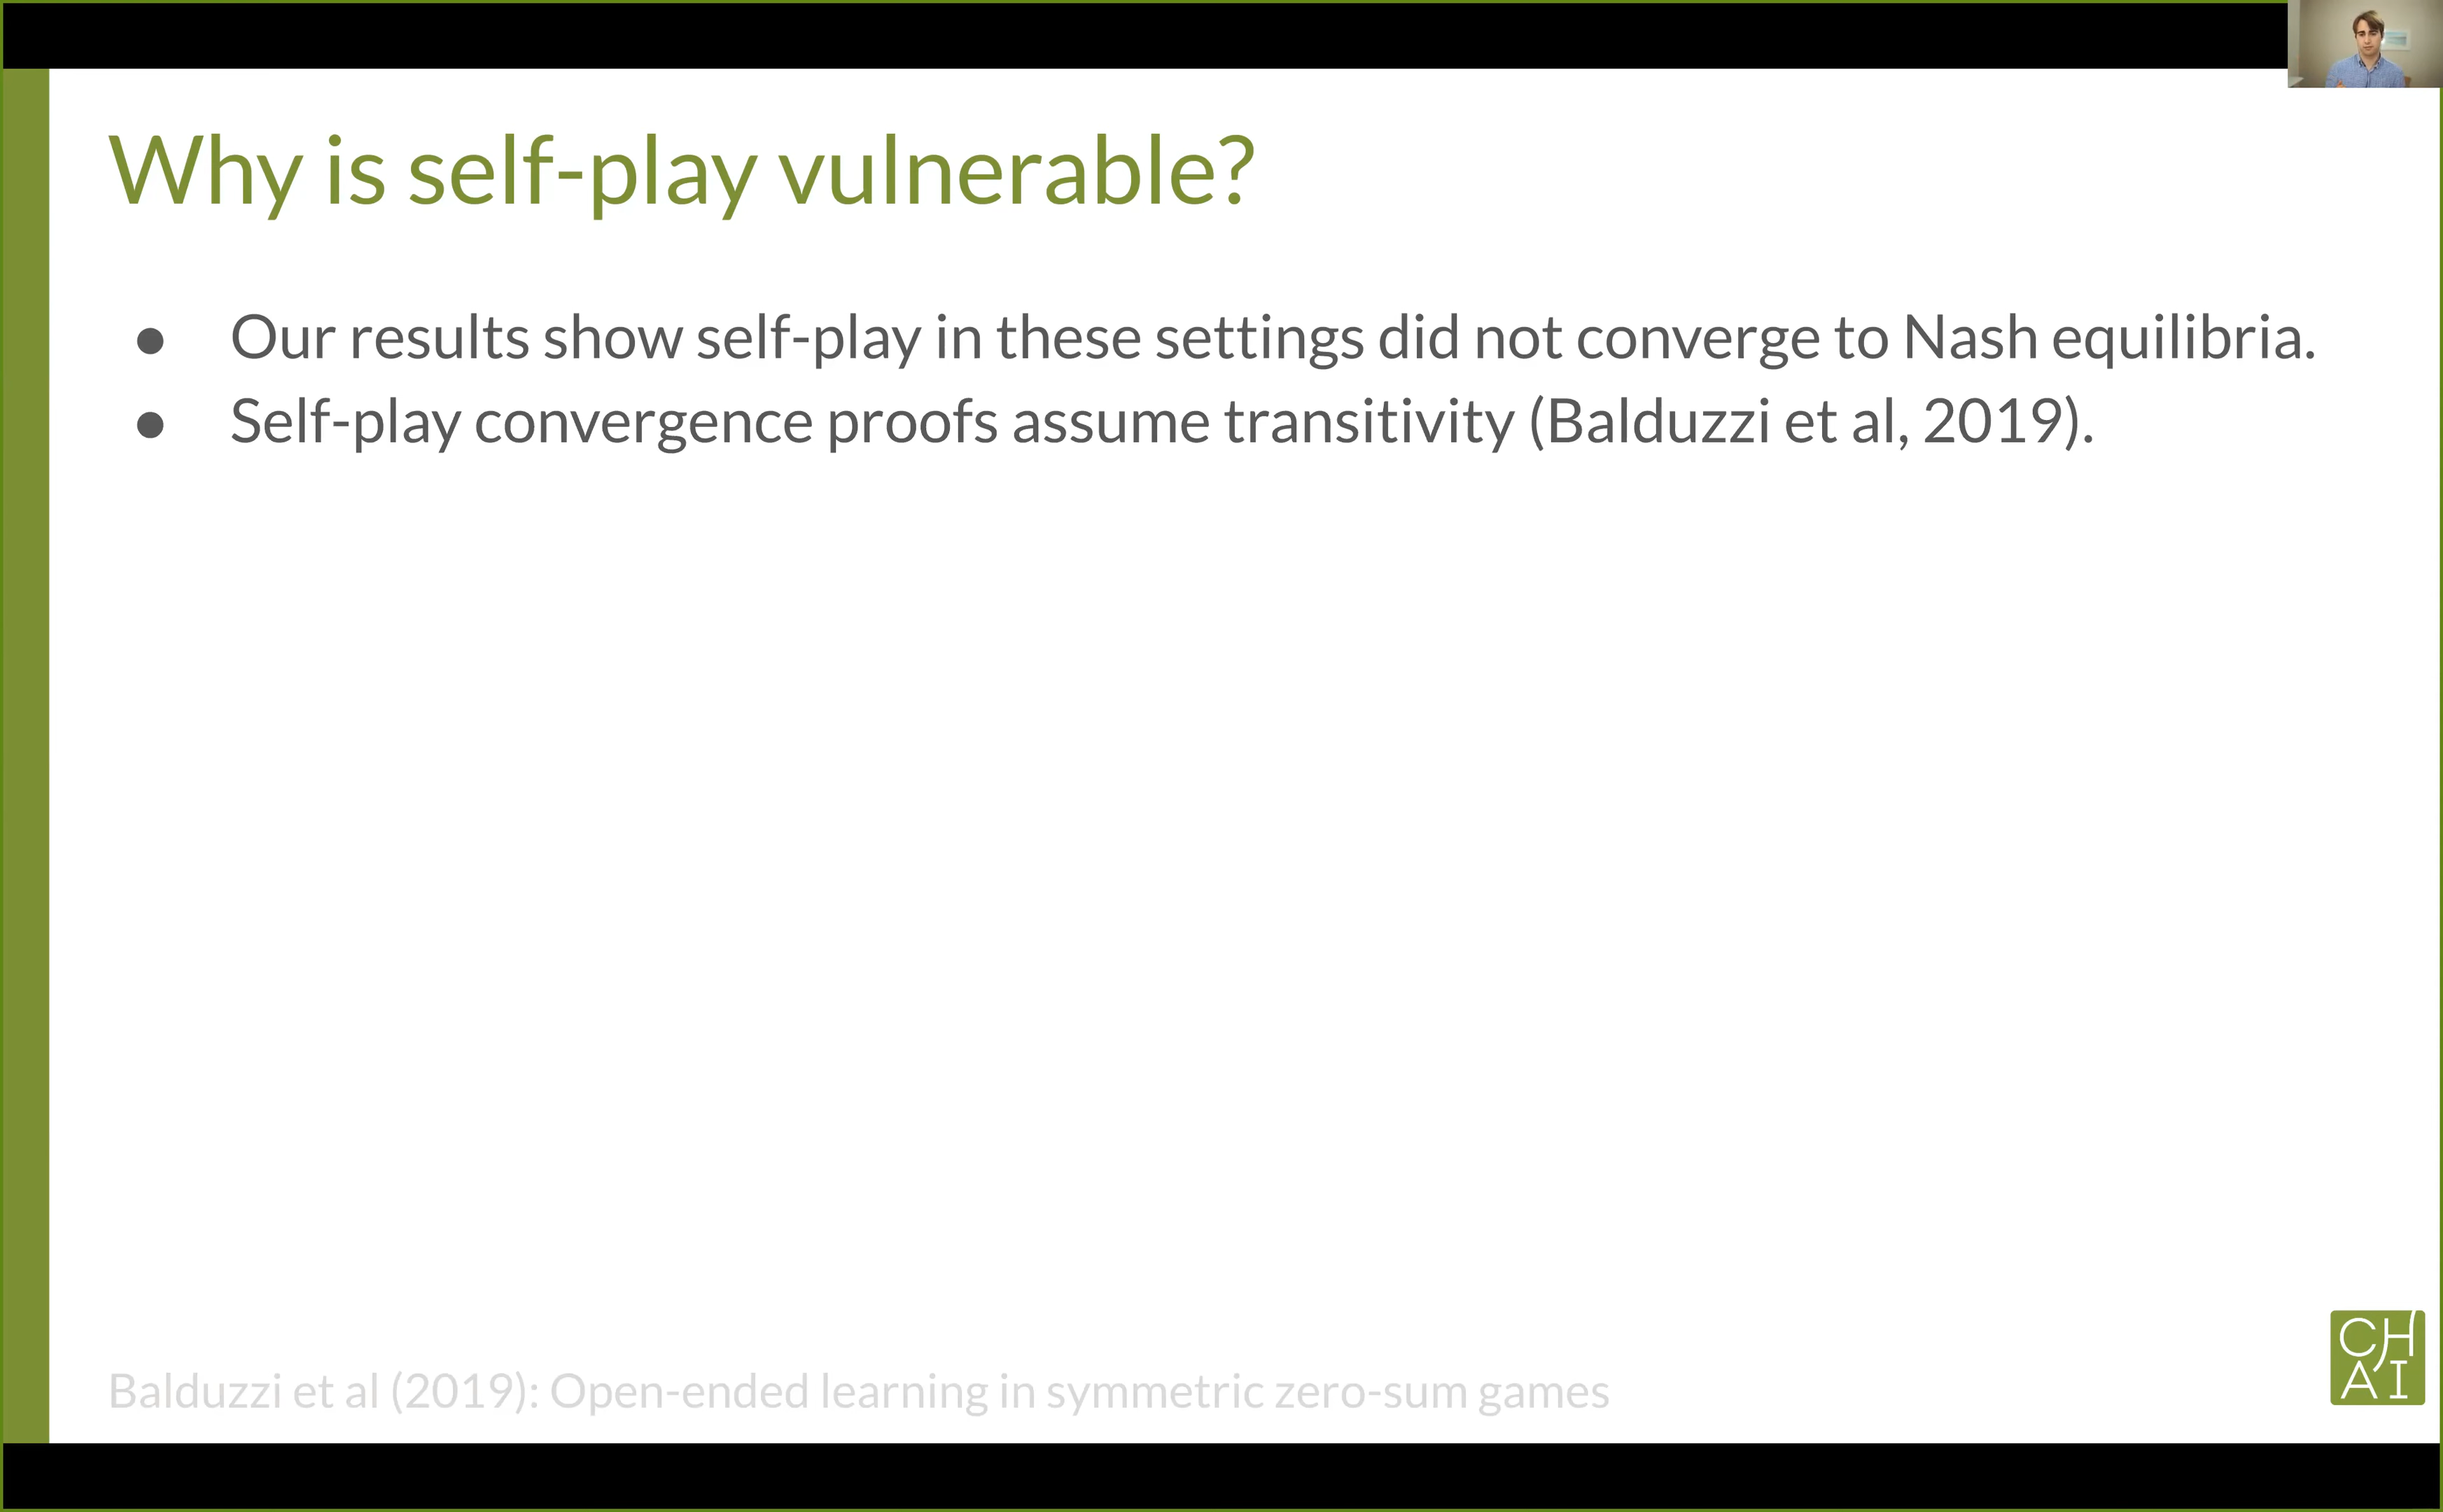 Why is self-play vulnerable?
● Our results show self-play in these settings did not converge to Nash equilibria.
● Self-play convergence proofs assume transitivity (Balduzzi et al, 2019).
Balduzzi et al (2019): Open-ended learning in symmetric zero-sum games
CH
AI